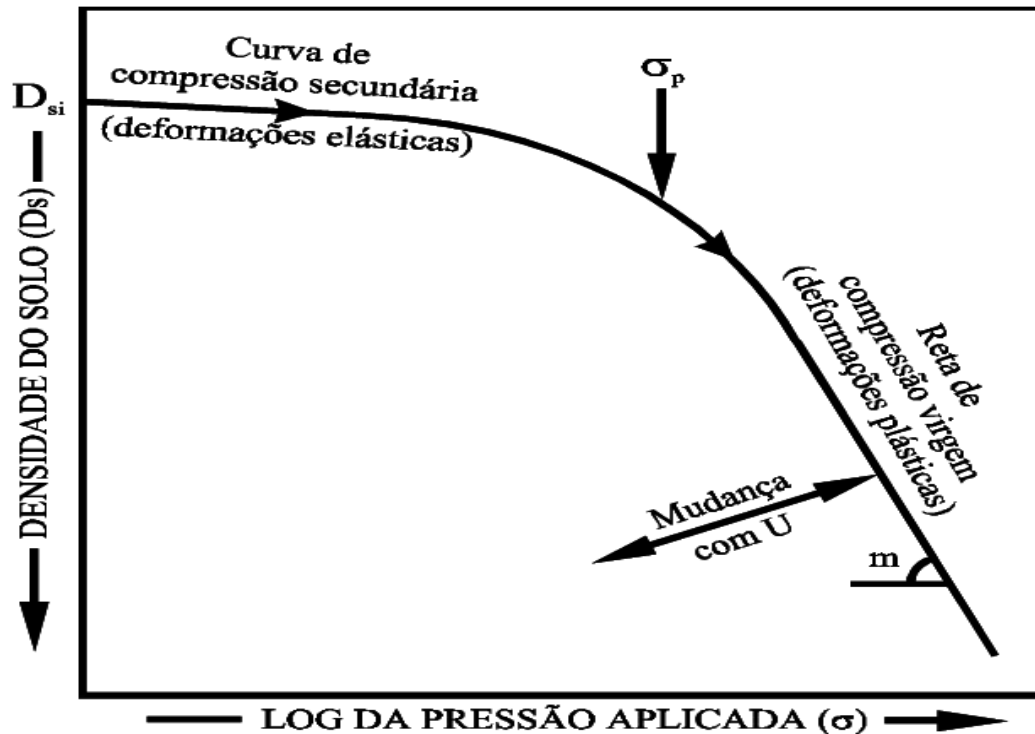 Curva de
compressão secundária
(deformações elásticas)
σp
Dsi
DENSIDADE DO SOLO (Ds)
Reta de
compressão virgem
(deformações plásticas)
Mudança
com U
m
LOG DA PRESSÃO APLICADA (σ)